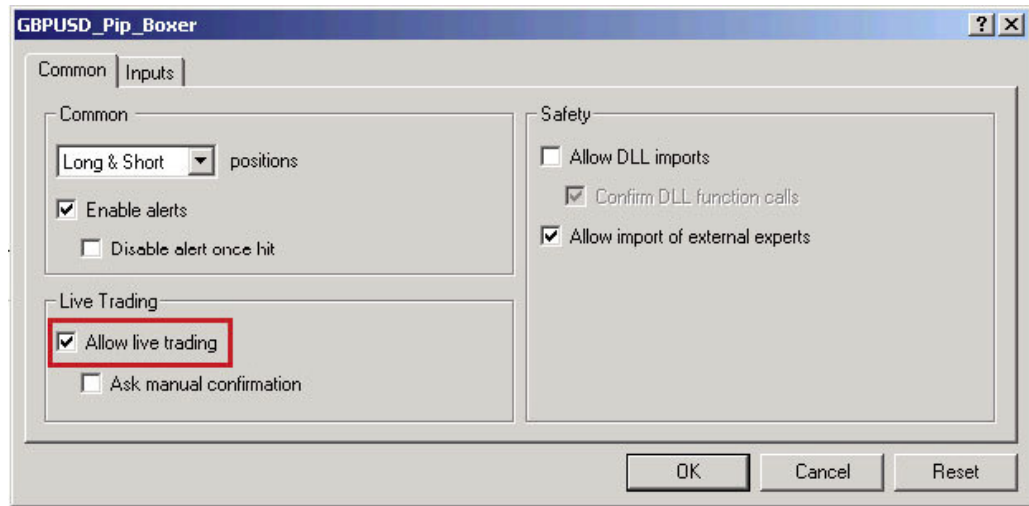 GBPUSD_Pip_Boxer
Common
Inputs
Common
Long & Short positions
Enable alerts
Disable alert once hit
Live Trading
Allow live trading
Ask manual confirmation
Safety
Allow DLL imports
Confirm DLL function calls
Allow import of external experts
OK
Cancel
Reset